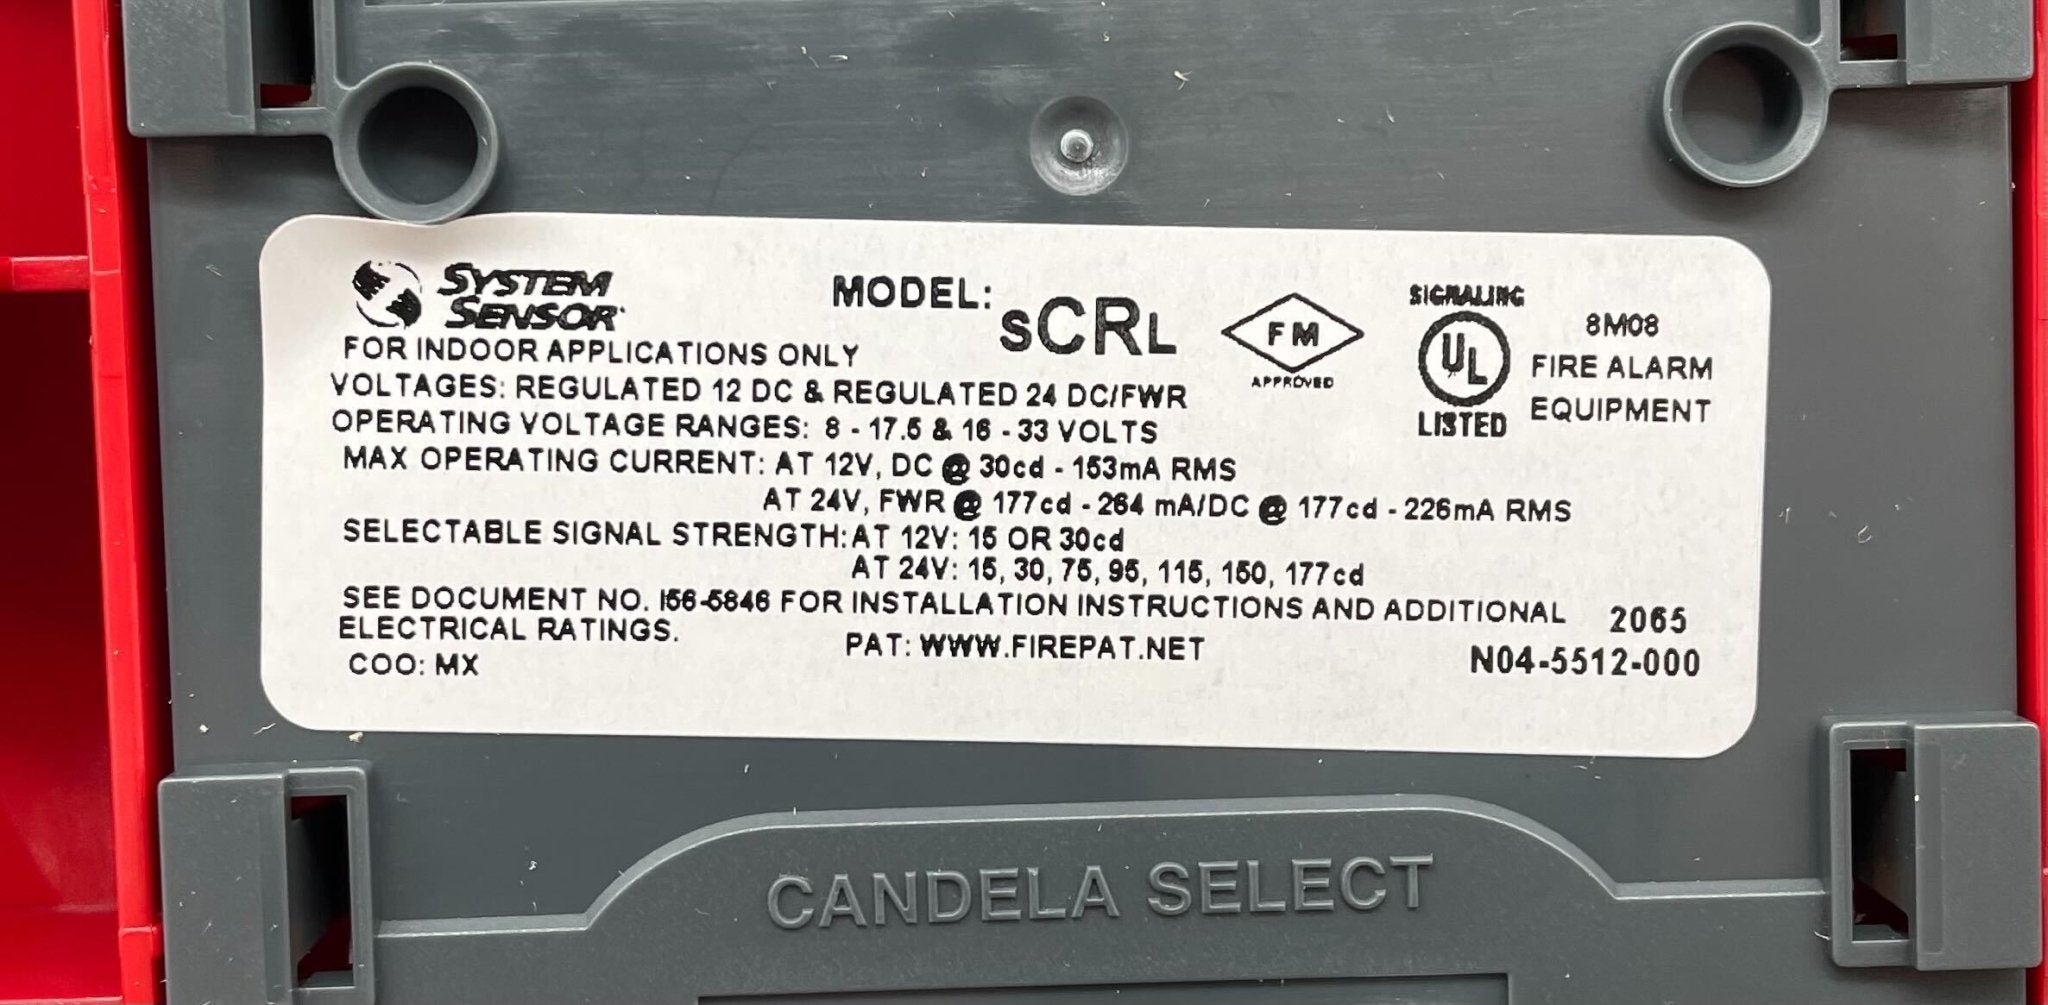 SYSTEM
SENSOR
MODEL: SCRL
FM
APPROVED
SIGNALING
UL
LISTED
8M08
FIRE ALARM
EQUIPMENT
FOR INDOOR APPLICATIONS ONLY
VOLTAGES: REGULATED 12 DC & REGULATED 24 DC/FWR
OPERATING VOLTAGE RANGES: 8 - 17.5 & 16 - 33 VOLTS
MAX OPERATING CURRENT: AT 12V, DC @ 30cd - 153mA RMS
AT 24V, FWR @ 177cd - 264 mA/DC @ 177cd - 226mA RMS
SELECTABLE SIGNAL STRENGTH: AT 12V: 15 OR 30cd
AT 24V: 15, 30, 75, 95, 115, 150, 177cd
SEE DOCUMENT NO. I56-5846 FOR INSTALLATION INSTRUCTIONS AND ADDITIONAL
ELECTRICAL RATINGS.
PAT: WWW.FIREPAT.NET
COO: MX
2065
N04-5512-000
CANDELA SELECT